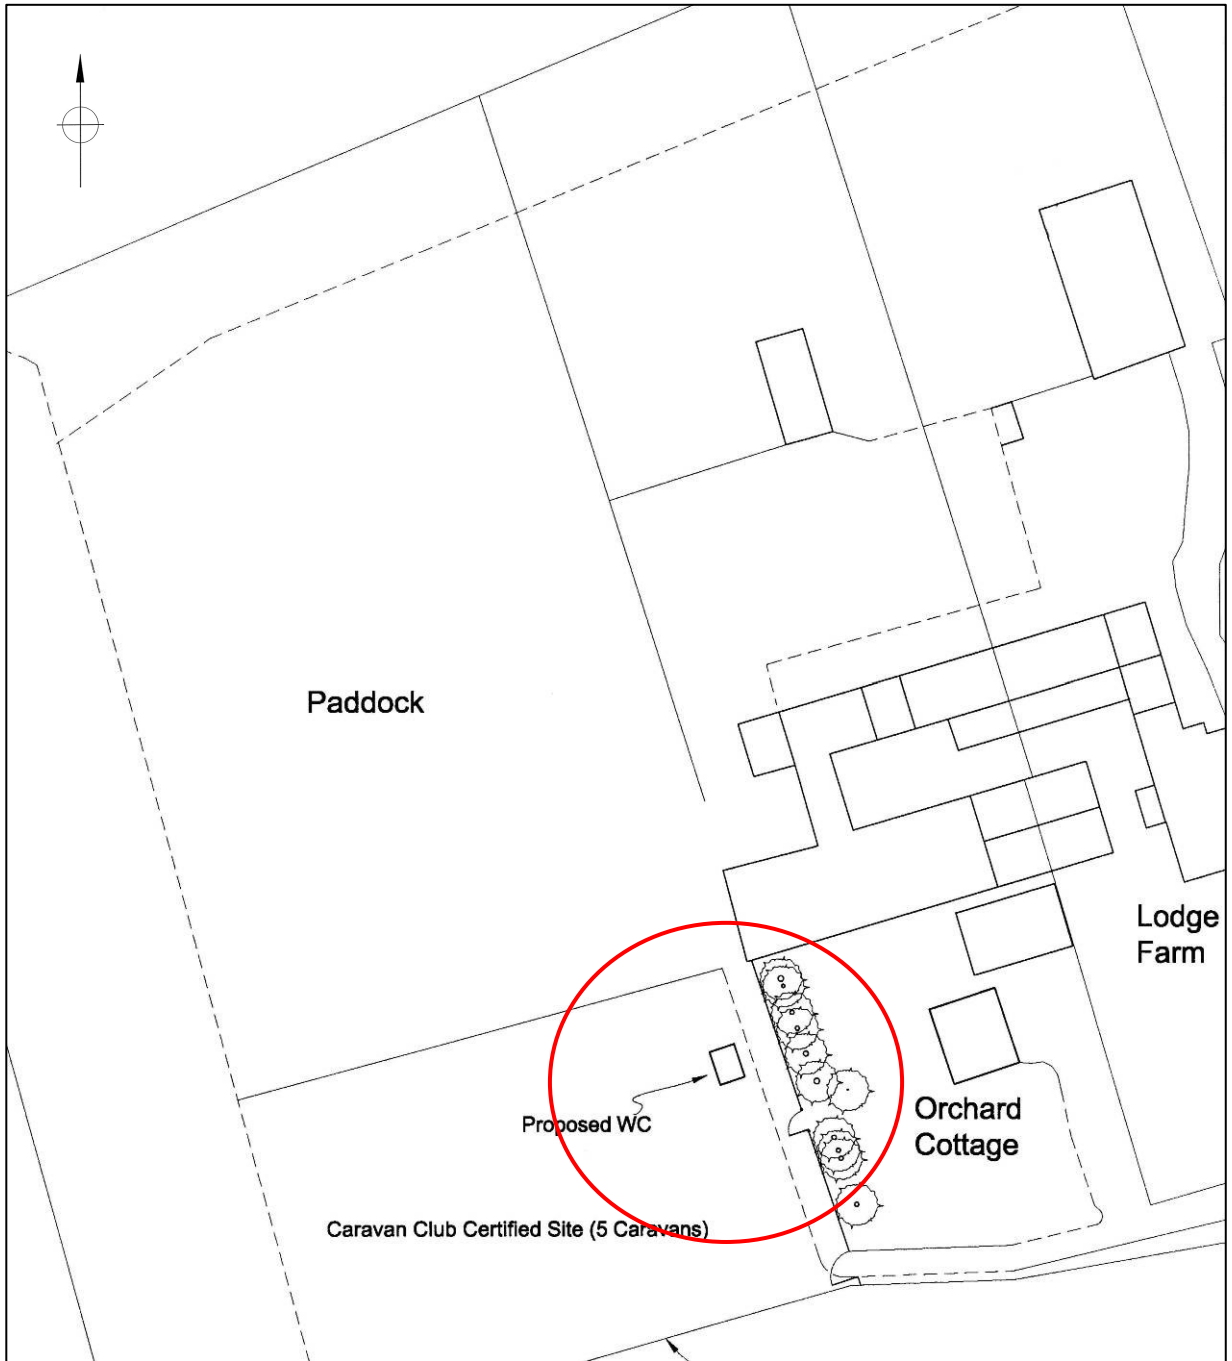 Paddock
Lodge
Farm
Orchard
Cottage
Proposed WC
Caravan Club Certified Site (5 Caravans)